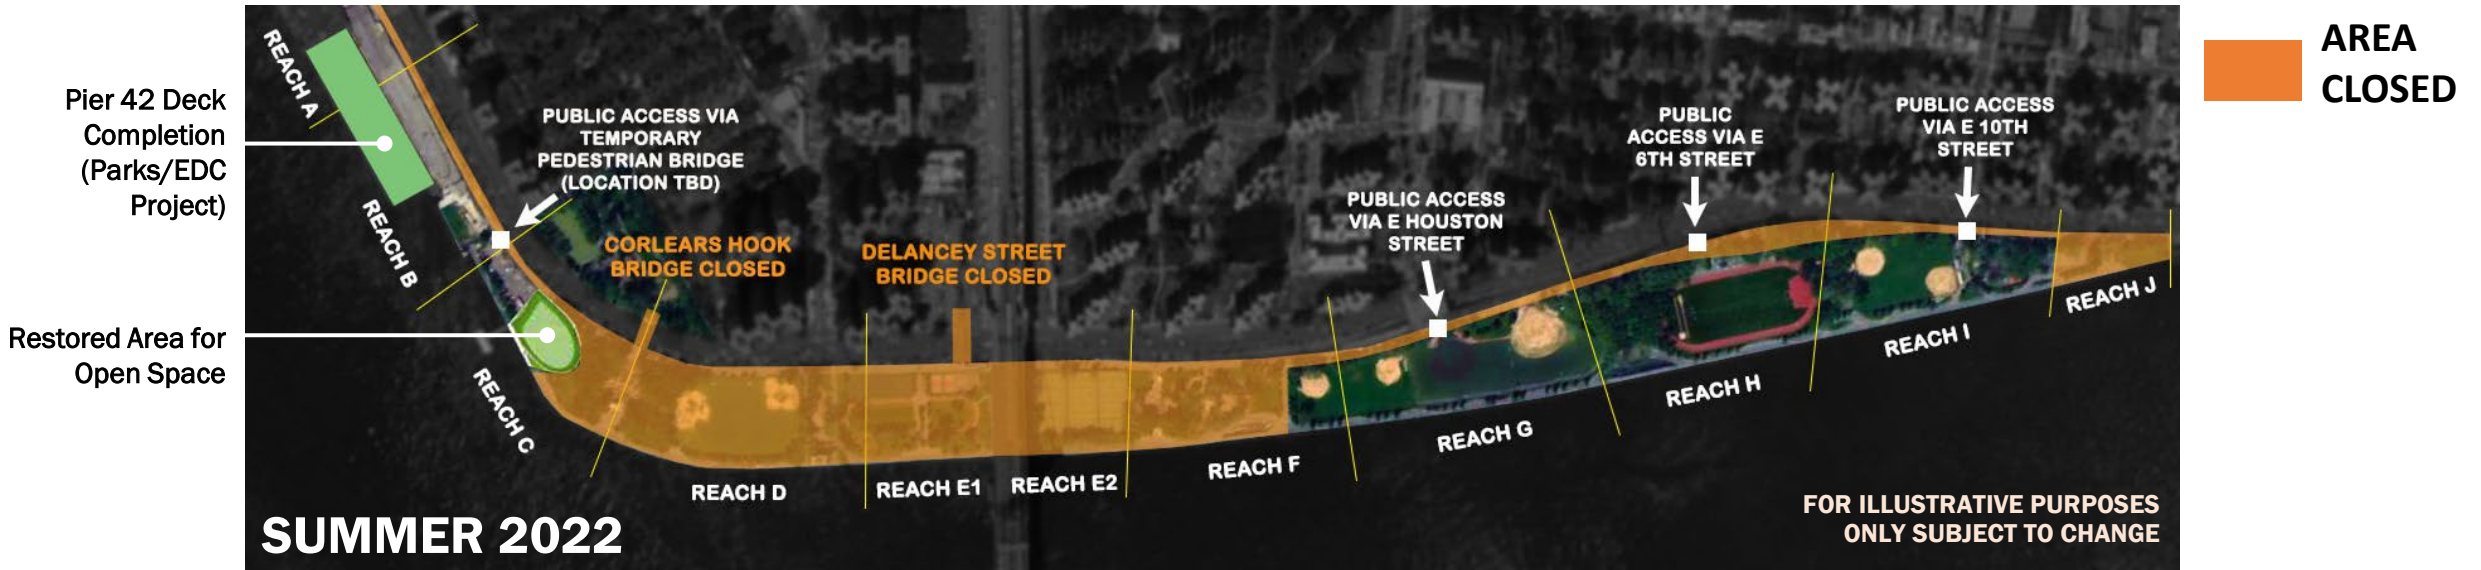 AREA
CLOSED
Pier 42 Deck
Completion
(Parks/EDC
Project)
Restored Area for
Open Space
REACH A
REACH B
REACH C
PUBLIC ACCESS VIA
TEMPORARY
PEDESTRIAN BRIDGE
(LOCATION TBD)
CORLEARS HOOK
BRIDGE CLOSED
DELANCEY STREET
BRIDGE CLOSED
PUBLIC ACCESS
VIA E HOUSTON
STREET
PUBLIC
ACCESS VIA E
6TH STREET
PUBLIC ACCESS
VIA E 10TH
STREET
REACH D
REACH E1
REACH E2
REACH F
REACH G
REACH H
REACH I
REACH J
SUMMER 2022
FOR ILLUSTRATIVE PURPOSES
ONLY SUBJECT TO CHANGE